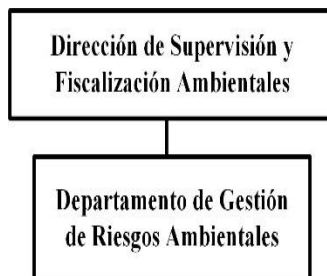 Dirección de Supervisión y
Fiscalización Ambientales
Departamento de Gestión
de Riesgos Ambientales